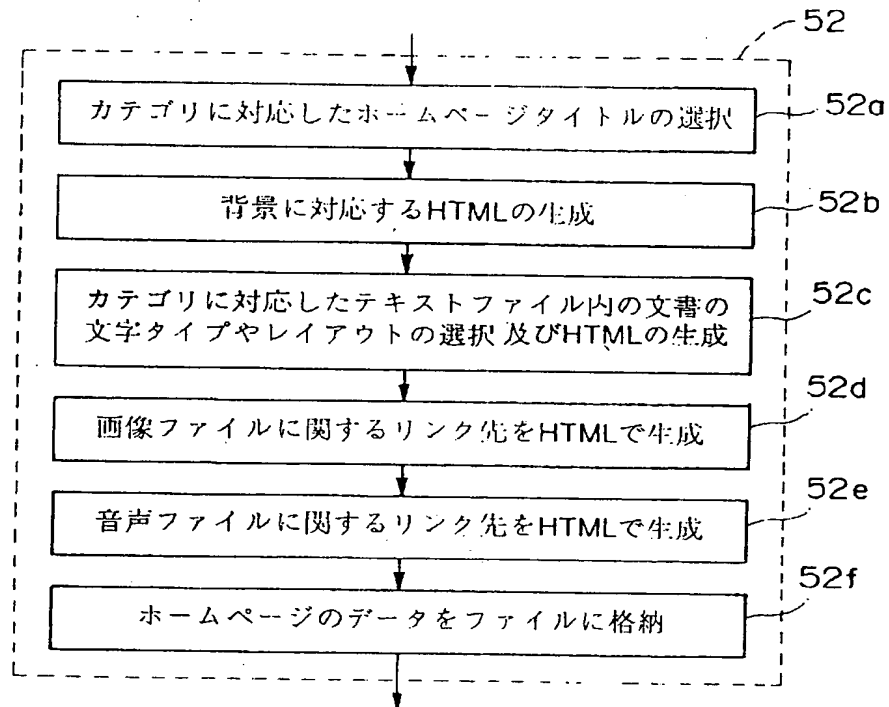 52
カテゴリに対応したホームページタイトルの選択
52a
背景に対応するHTMLの生成
52b
カテゴリに対応したテキストファイル内の文書の
文字タイプやレイアウトの選択及びHTMLの生成
52c
画像ファイルに関するリンク先をHTMLで生成
52d
音声ファイルに関するリンク先をHTMLで生成
52e
ホームページのデータをファイルに格納
52f